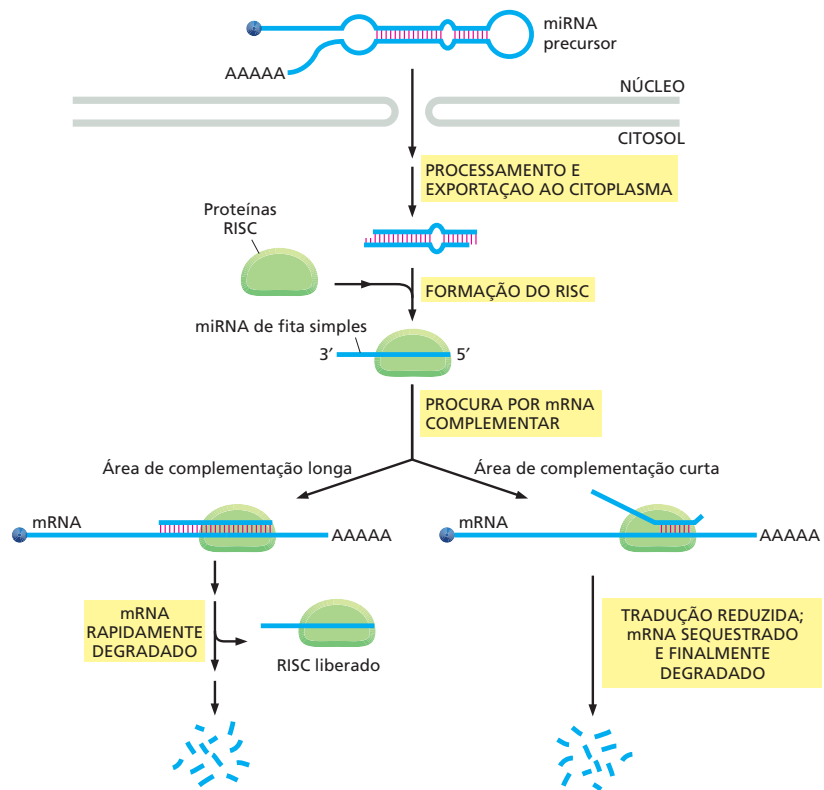 miRNA
precursor
AAAAA
NÚCLEO
CITOSOL
PROCESSAMENTO E
EXPORTAÇAO AO CITOPLASMA
Proteínas
RISC
FORMAÇÃO DO RISC
miRNA de fita simples
3′ 5′
PROCURA POR mRNA
COMPLEMENTAR
Área de complementação longa
Área de complementação curta
mRNA
AAAAA
mRNA
AAAAA
mRNA
RAPIDAMENTE
DEGRADADO
RISC liberado
TRADUÇÃO REDUZIDA;
mRNA SEQUESTRADO
E FINALMENTE
DEGRADADO